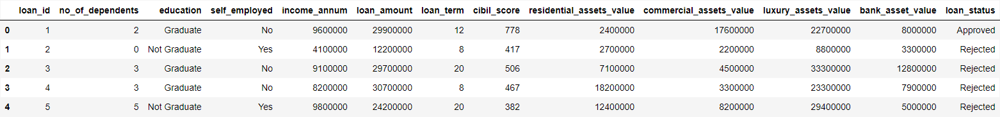 loan_id no_of_dependents education self_employed income_annum loan_amount loan_term cibil_score residential_assets_value commercial_assets_value luxury_assets_value bank_asset_value loan_status
0 1 2 Graduate No 9600000 29900000 12 778 2400000 17600000 22700000 8000000 Approved
1 2 0 Not Graduate Yes 4100000 12200000 8 417 2700000 2200000 8800000 3300000 Rejected
2 3 3 Graduate No 9100000 29700000 20 506 7100000 4500000 33300000 12800000 Rejected
3 4 3 Graduate No 8200000 30700000 8 467 18200000 3300000 23300000 7900000 Rejected
4 5 5 Not Graduate Yes 9800000 24200000 20 382 12400000 8200000 29400000 5000000 Rejected